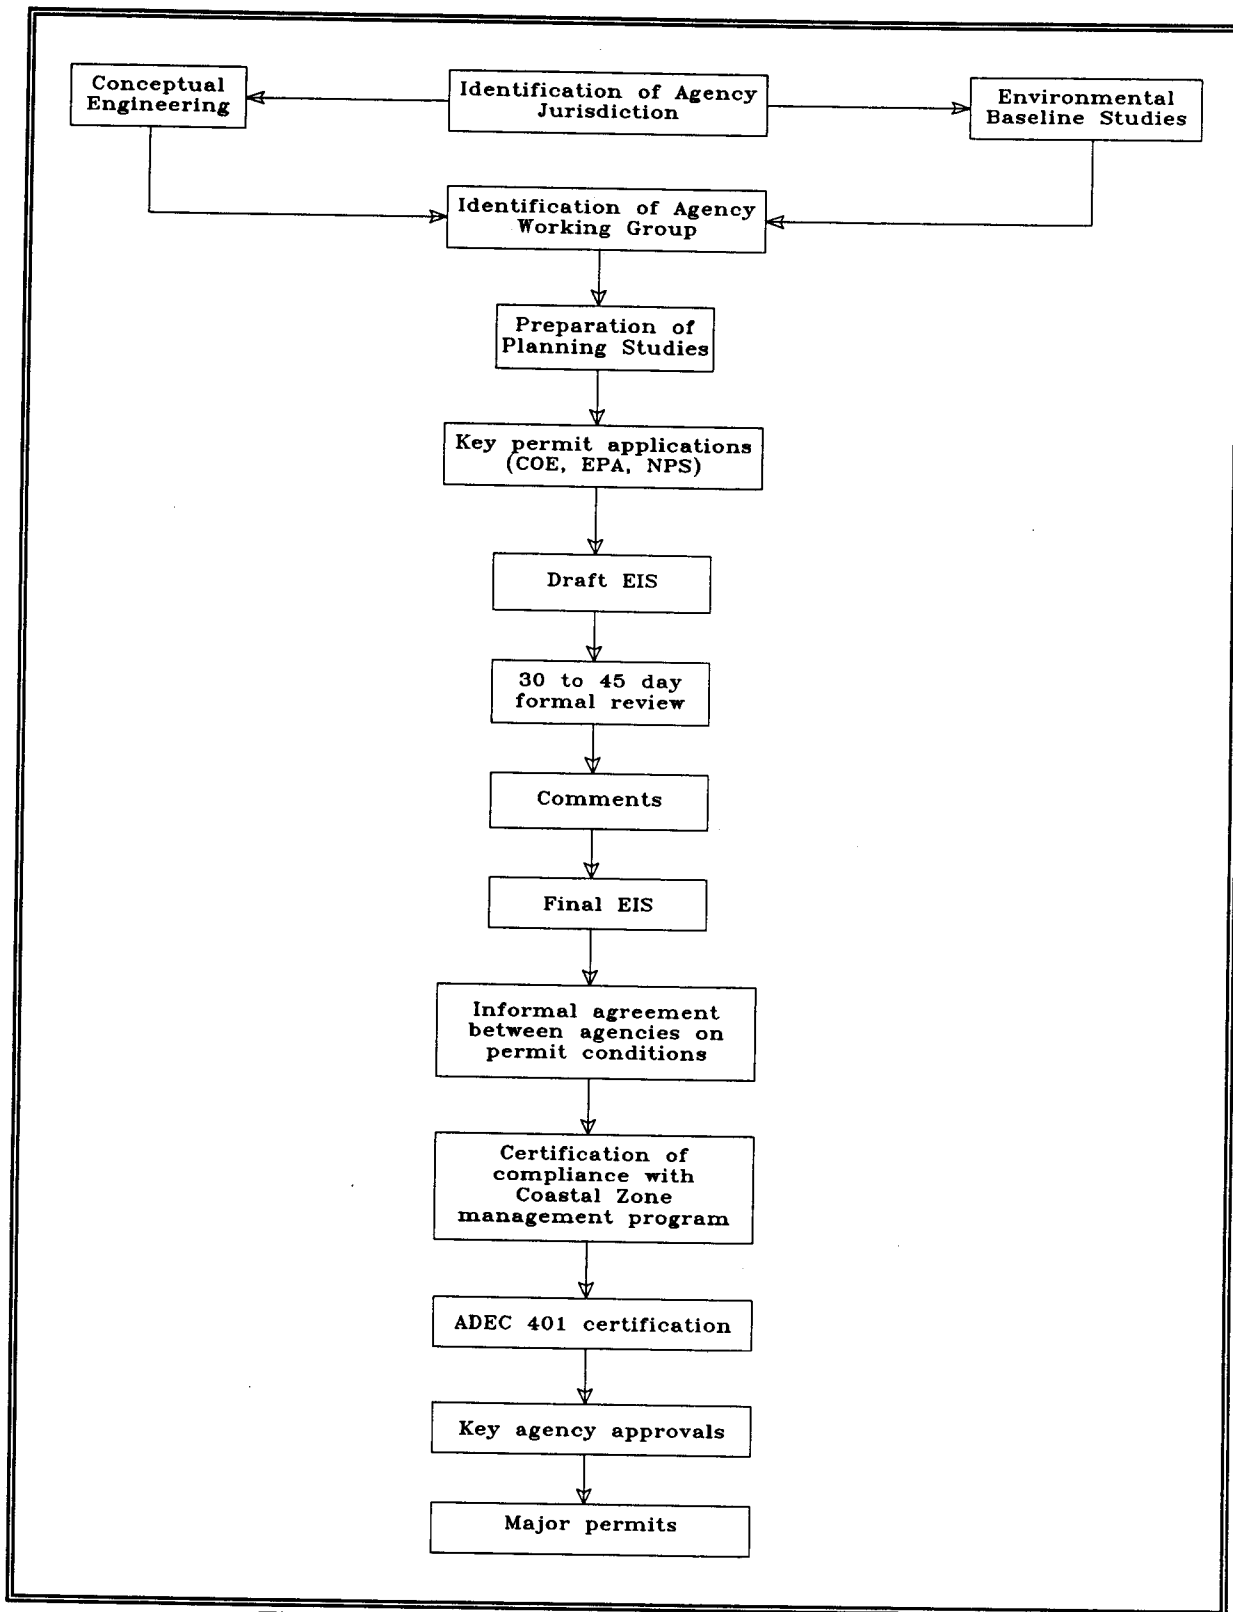 Conceptual
Engineering
Identification of Agency
Jurisdiction
Environmental
Baseline Studies
Identification of Agency
Working Group
Preparation of
Planning Studies
Key permit applications
(COE, EPA, NPS)
Draft EIS
30 to 45 day
formal review
Comments
Final EIS
Informal agreement
between agencies on
permit conditions
Certification of
compliance with
Coastal Zone
management program
ADEC 401 certification
Key agency approvals
Major permits